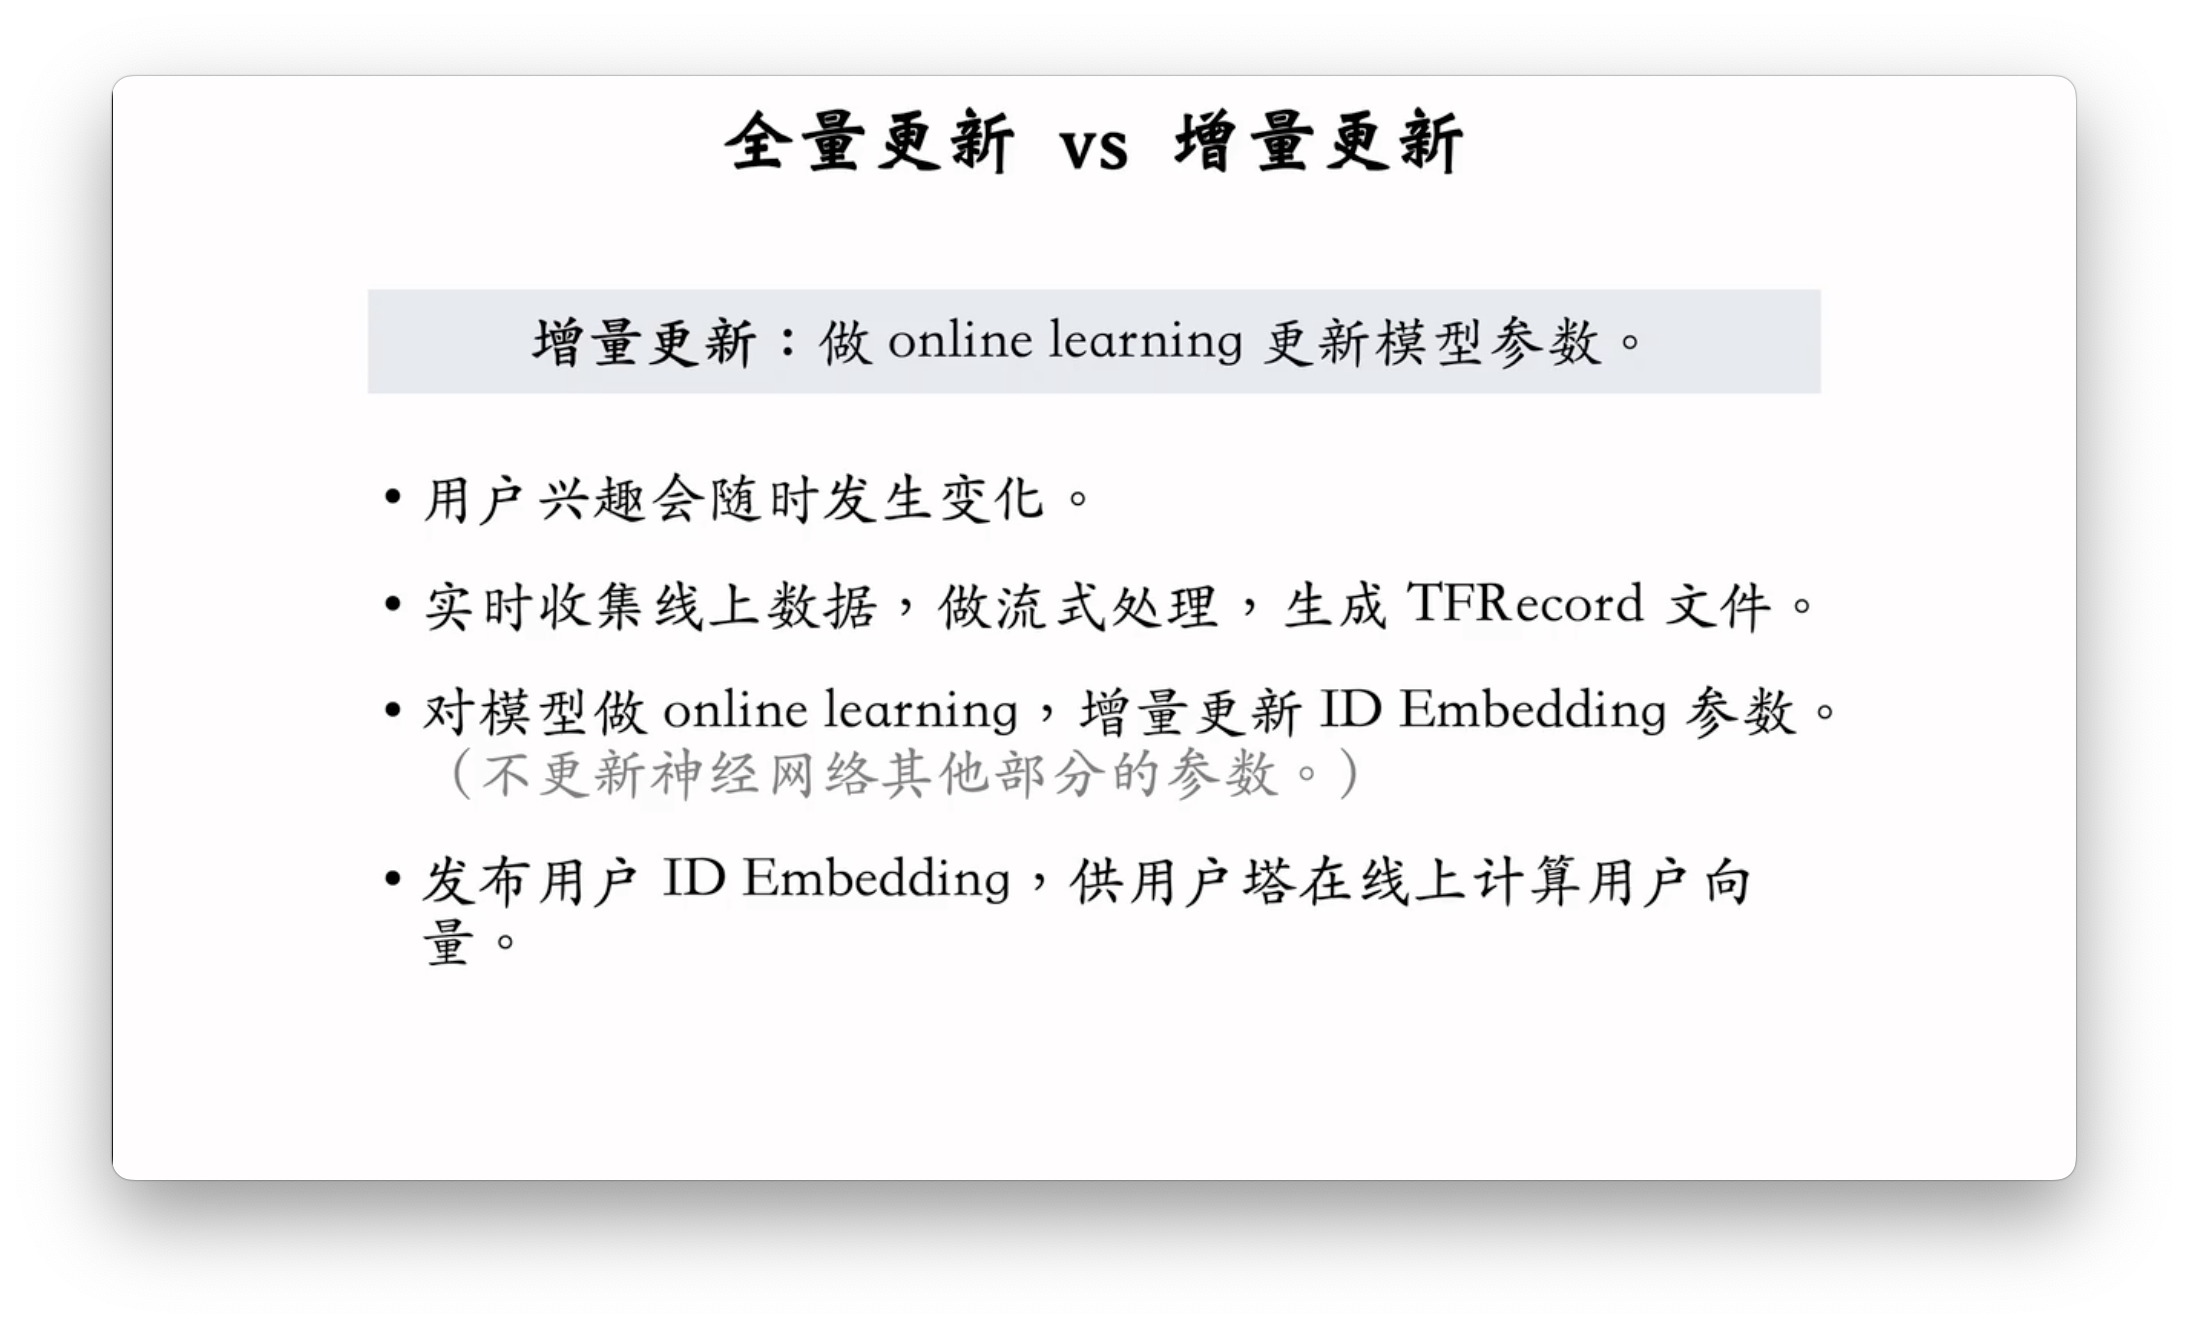 全量更新 vs 增量更新
增量更新：做 online learning 更新模型参数。
• 用户兴趣会随时发生变化。
• 实时收集线上数据，做流式处理，生成 TFRecord 文件。
• 对模型做 online learning，增量更新 ID Embedding 参数。
（不更新神经网络其他部分的参数。）
• 发布用户 ID Embedding，供用户塔在线上计算用户向
量。